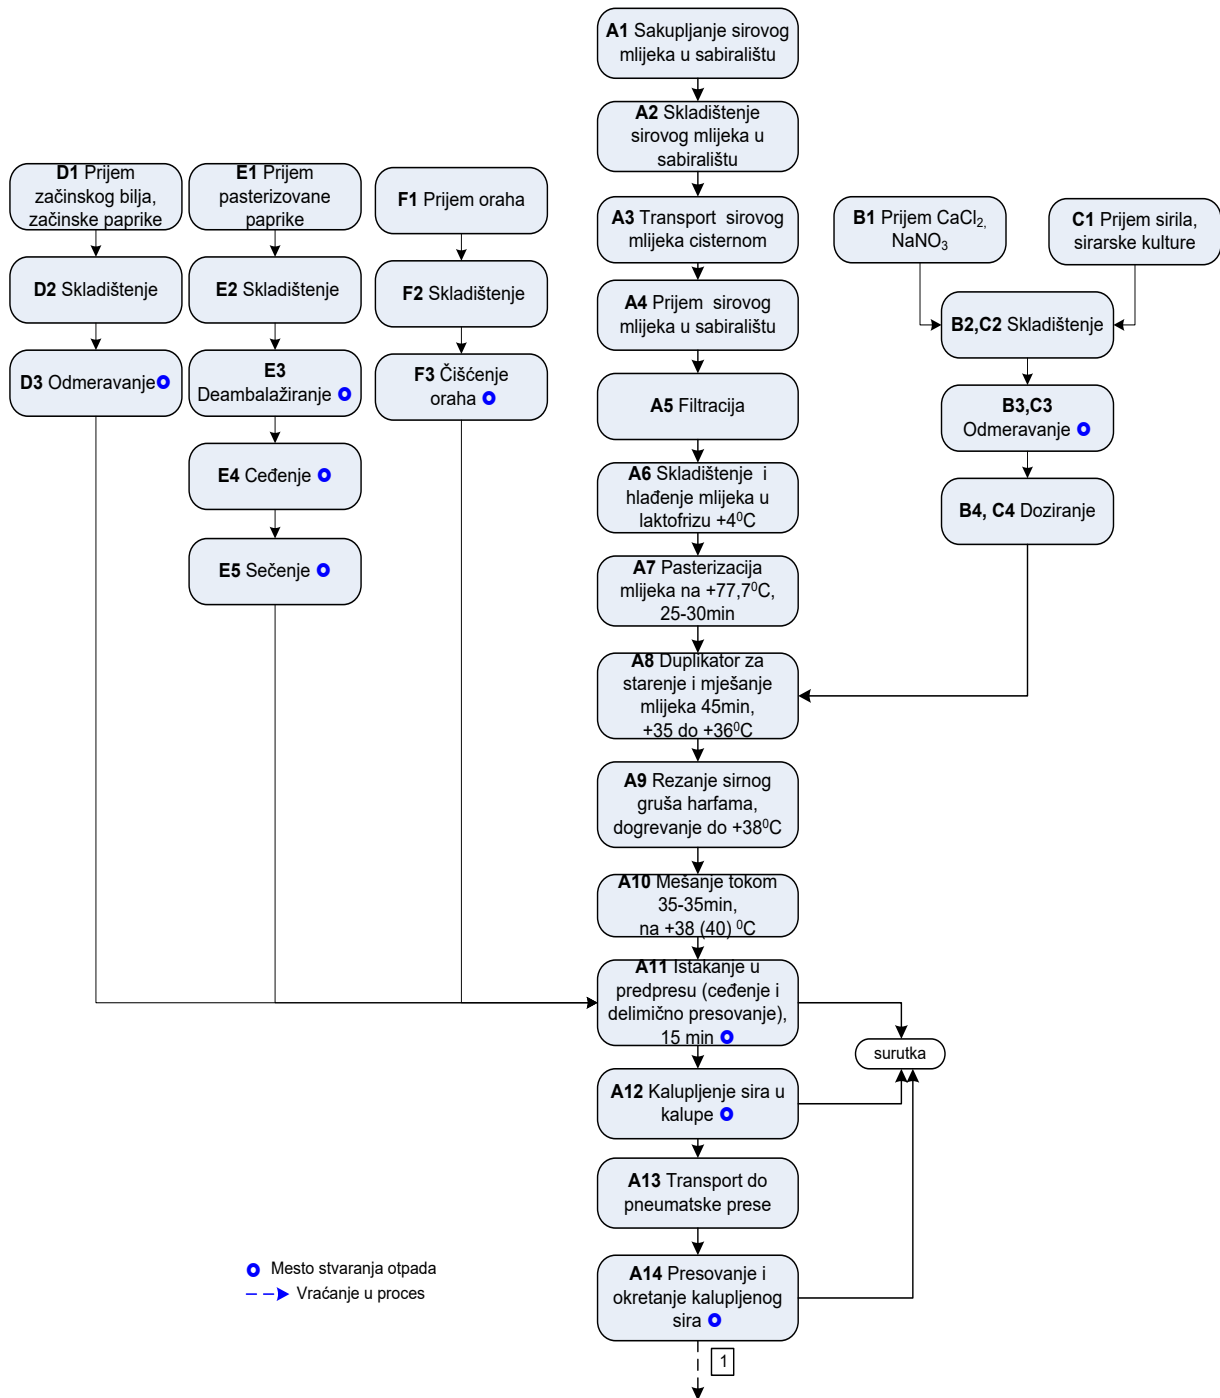 A1 Sakupljanje sirovog
mlijeka u sabiralištu
A2 Skladištenje
sirovog mlijeka u
sabiralištu
D1 Prijem
začinskog bilja,
začinske paprike
E1 Prijem
pasterizovane
paprike
F1 Prijem oraha
A3 Transport sirovog
mlijeka cisternom
B1 Prijem CaCl2,
NaNO3
C1 Prijem sirila,
sirarske kulture
D2 Skladištenje
E2 Skladištenje
F2 Skladištenje
A4 Prijem sirovog
mlijeka u sabiralištu
B2,C2 Skladištenje
D3 Odmeravanje
E3
Deambalažiranje
F3 Čišćenje
oraha
A5 Filtracija
B3,C3
Odmeravanje
E4 Ceđenje
A6 Skladištenje i
hlađenje mlijeka u
laktofrizu +4⁰C
B4, C4 Doziranje
E5 Sečenje
A7 Pasterizacija
mlijeka na +77,7⁰C,
25-30min
A8 Duplikator za
starenje i mješanje
mlijeka 45min,
+35 do +36⁰C
A9 Rezanje sirnog
gruša harfama,
dogrevanje do +38⁰C
A10 Mešanje tokom
35-35min,
na +38 (40) ⁰C
A11 Istakanje u
predpresu (ceđenje i
delimično presovanje),
15 min
surutka
A12 Kalupljenje sira u
kalupe
A13 Transport do
pneumatske prese
A14 Presovanje i
okretanje kalupljenog
sira
Mesto stvaranja otpada
Vraćanje u proces
1